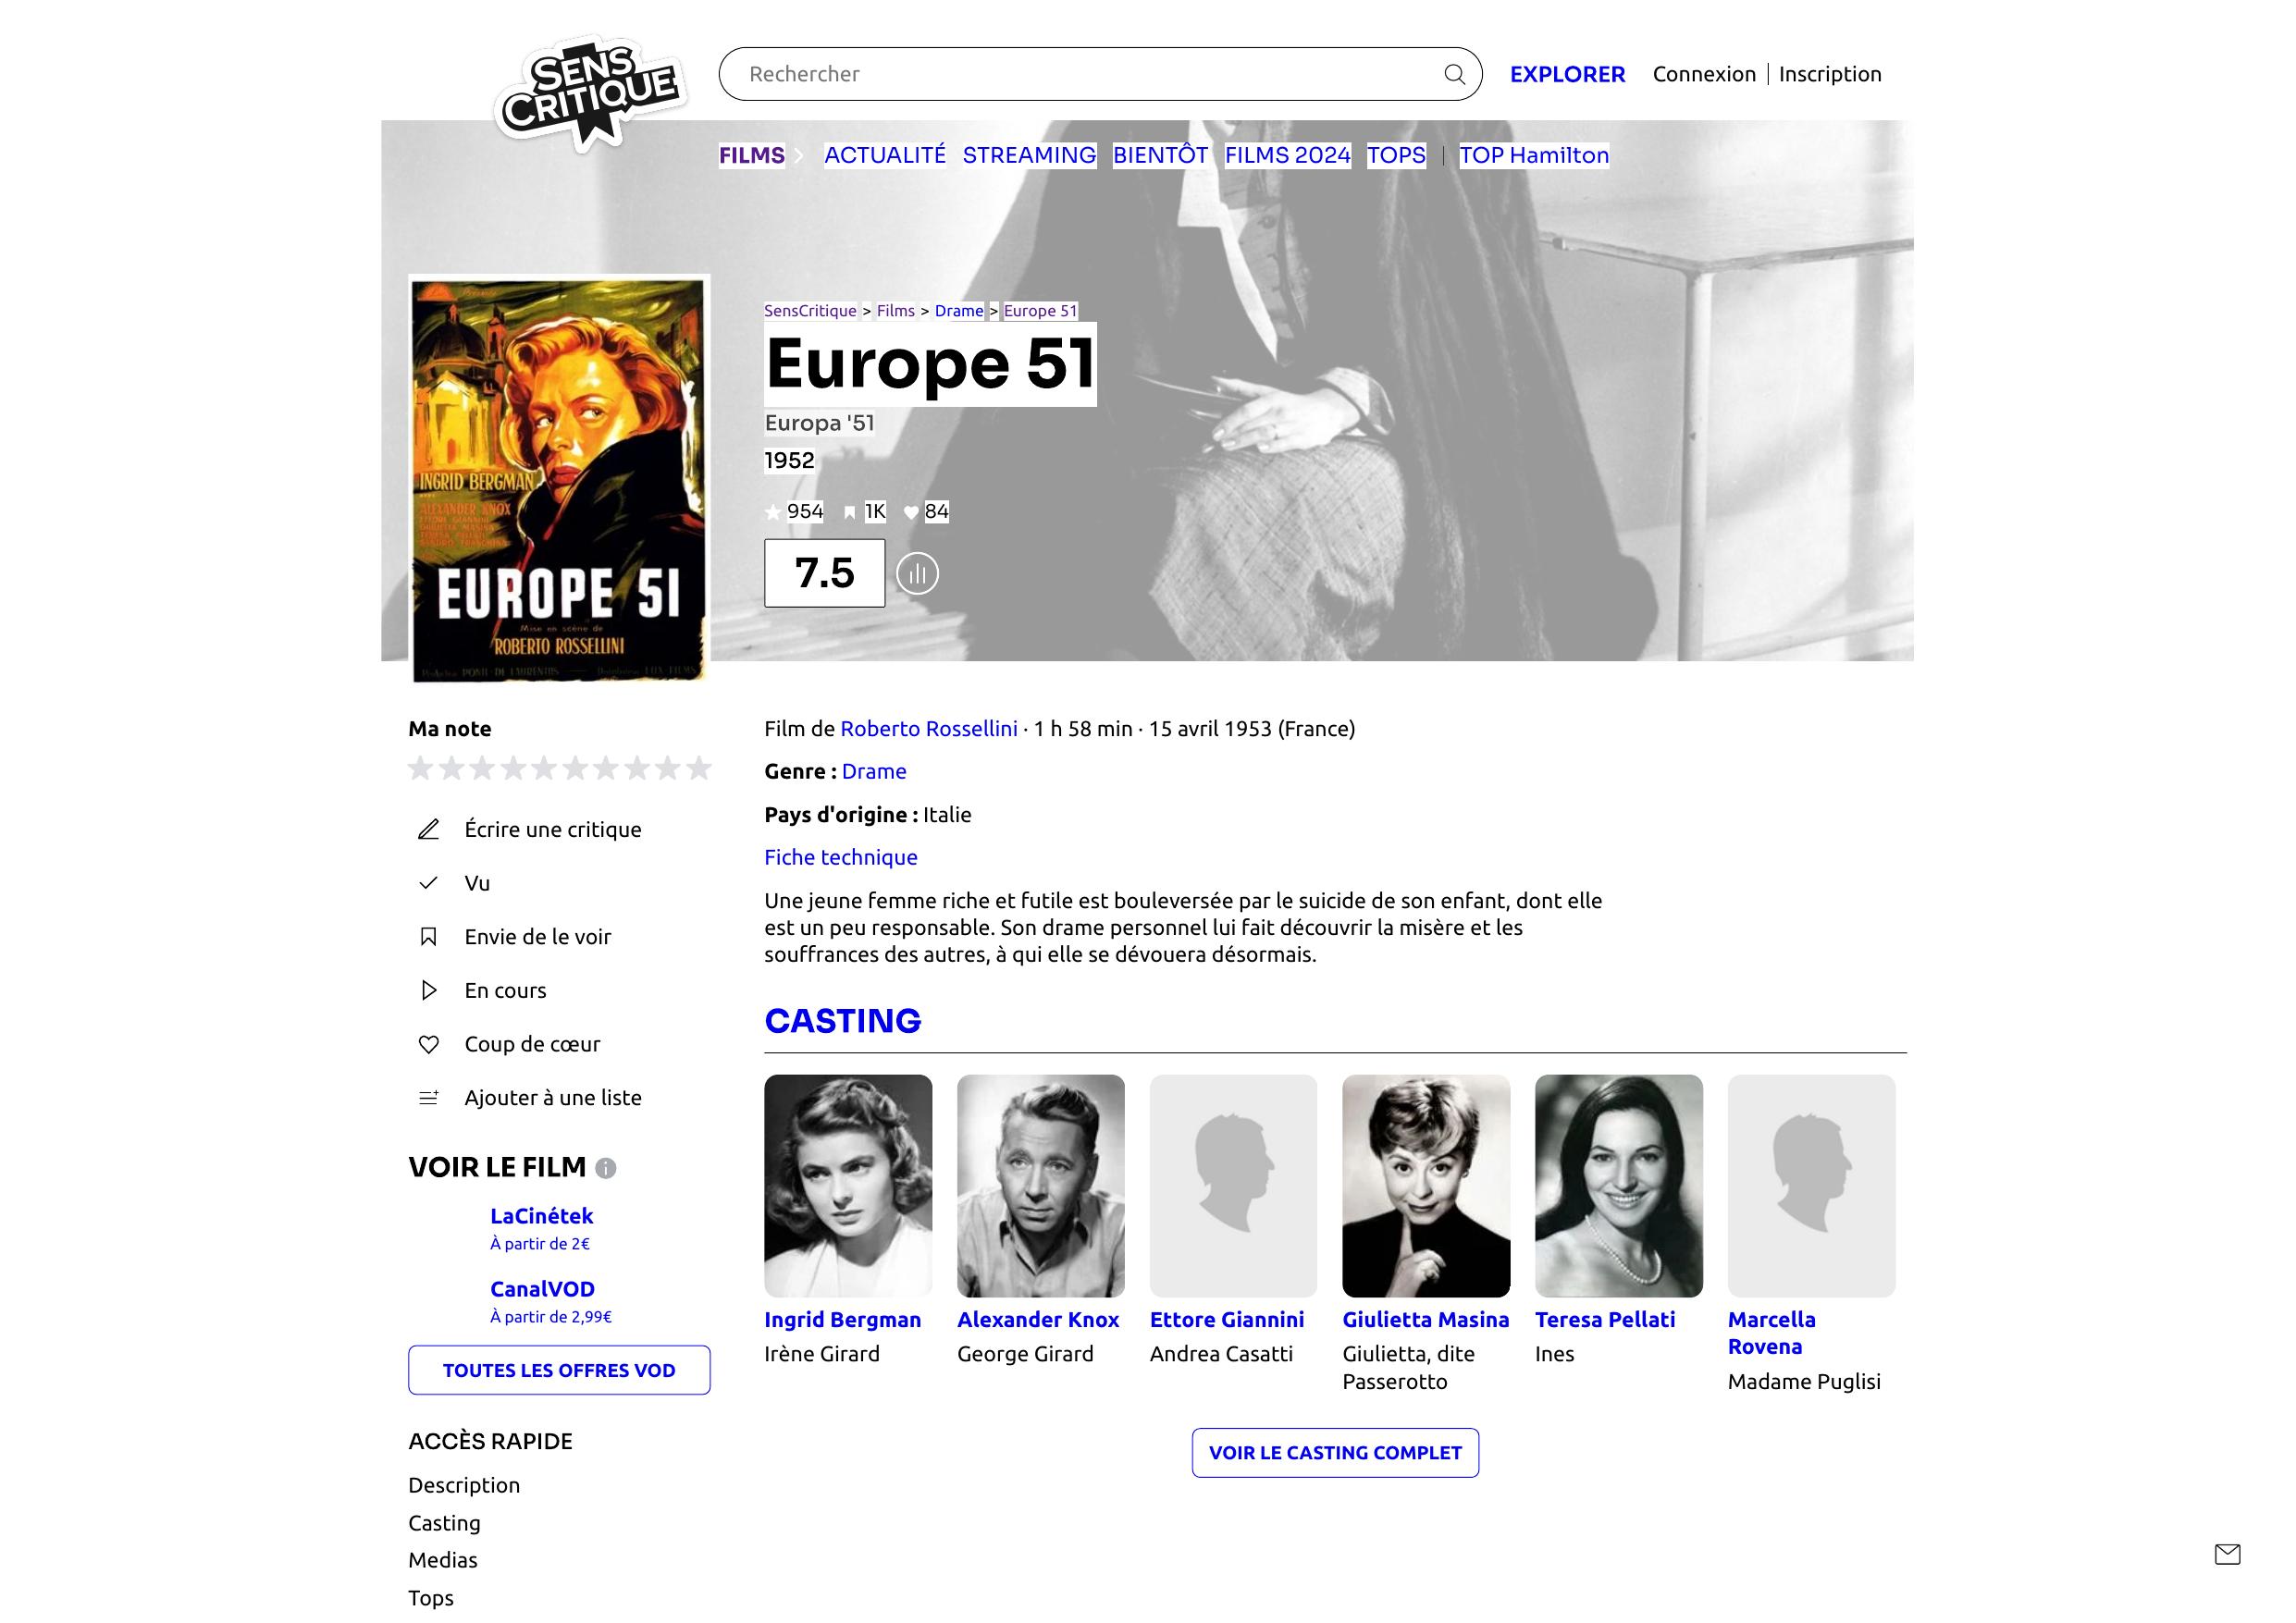 SENS
CRITIQUE
Rechercher
EXPLORER
Connexion
Inscription
FILMS
ACTUALITÉ
STREAMING
BIENTÔT
FILMS 2024
TOPS
TOP Hamilton
INGRID BERGMAN
ALEXANDER KNOX
EUROPE 51
Mise en scène de
ROBERTO ROSSELLINI
SensCritique > Films > Drame > Europe 51
Europe 51
Europa '51
1952
954
1K
84
7.5
Ma note
Écrire une critique
Vu
Envie de le voir
En cours
Coup de cœur
Ajouter à une liste
VOIR LE FILM
LaCinétek
À partir de 2€
CanalVOD
À partir de 2,99€
TOUTES LES OFFRES VOD
ACCÈS RAPIDE
Description
Casting
Medias
Tops
Film de Roberto Rossellini · 1 h 58 min · 15 avril 1953 (France)
Genre : Drame
Pays d'origine : Italie
Fiche technique
Une jeune femme riche et futile est bouleversée par le suicide de son enfant, dont elle
est un peu responsable. Son drame personnel lui fait découvrir la misère et les
souffrances des autres, à qui elle se dévouera désormais.
CASTING
Ingrid Bergman
Irène Girard
Alexander Knox
George Girard
Ettore Giannini
Andrea Casatti
Giulietta Masina
Giulietta, dite
Passerotto
Teresa Pellati
Ines
Marcella
Rovena
Madame Puglisi
VOIR LE CASTING COMPLET